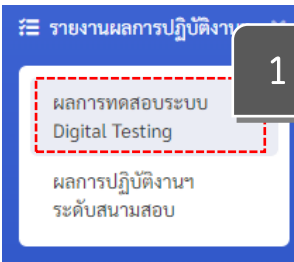 รายงานผลการปฏิบัติงาน
1
ผลการทดสอบระบบ
Digital Testing
ผลการปฏิบัติงานฯ
ระดับสนามสอบ